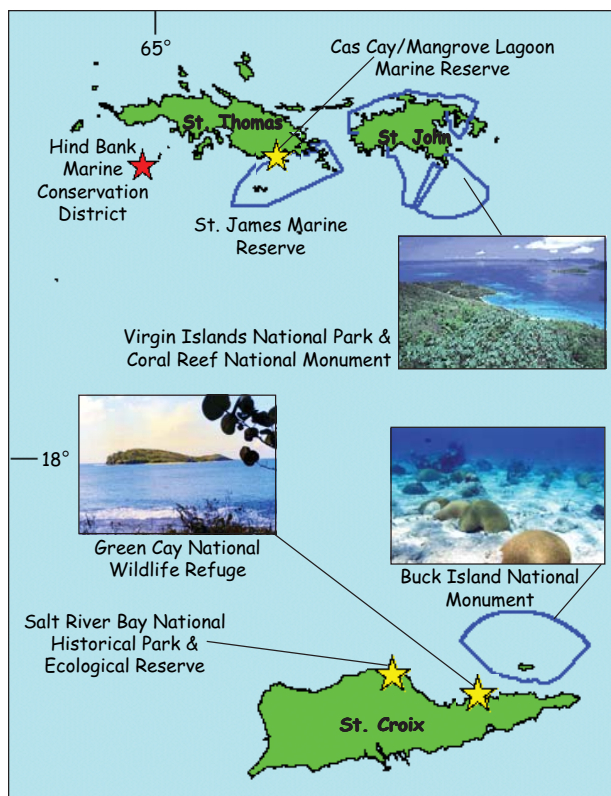 65°
Cas Cay/Mangrove Lagoon
Marine Reserve
St. Thomas
St. John
Hind Bank
Marine
Conservation
District
St. James Marine
Reserve
Virgin Islands National Park &
Coral Reef National Monument
18°
Green Cay National
Wildlife Refuge
Buck Island National
Monument
Salt River Bay National
Historical Park &
Ecological Reserve
St. Croix